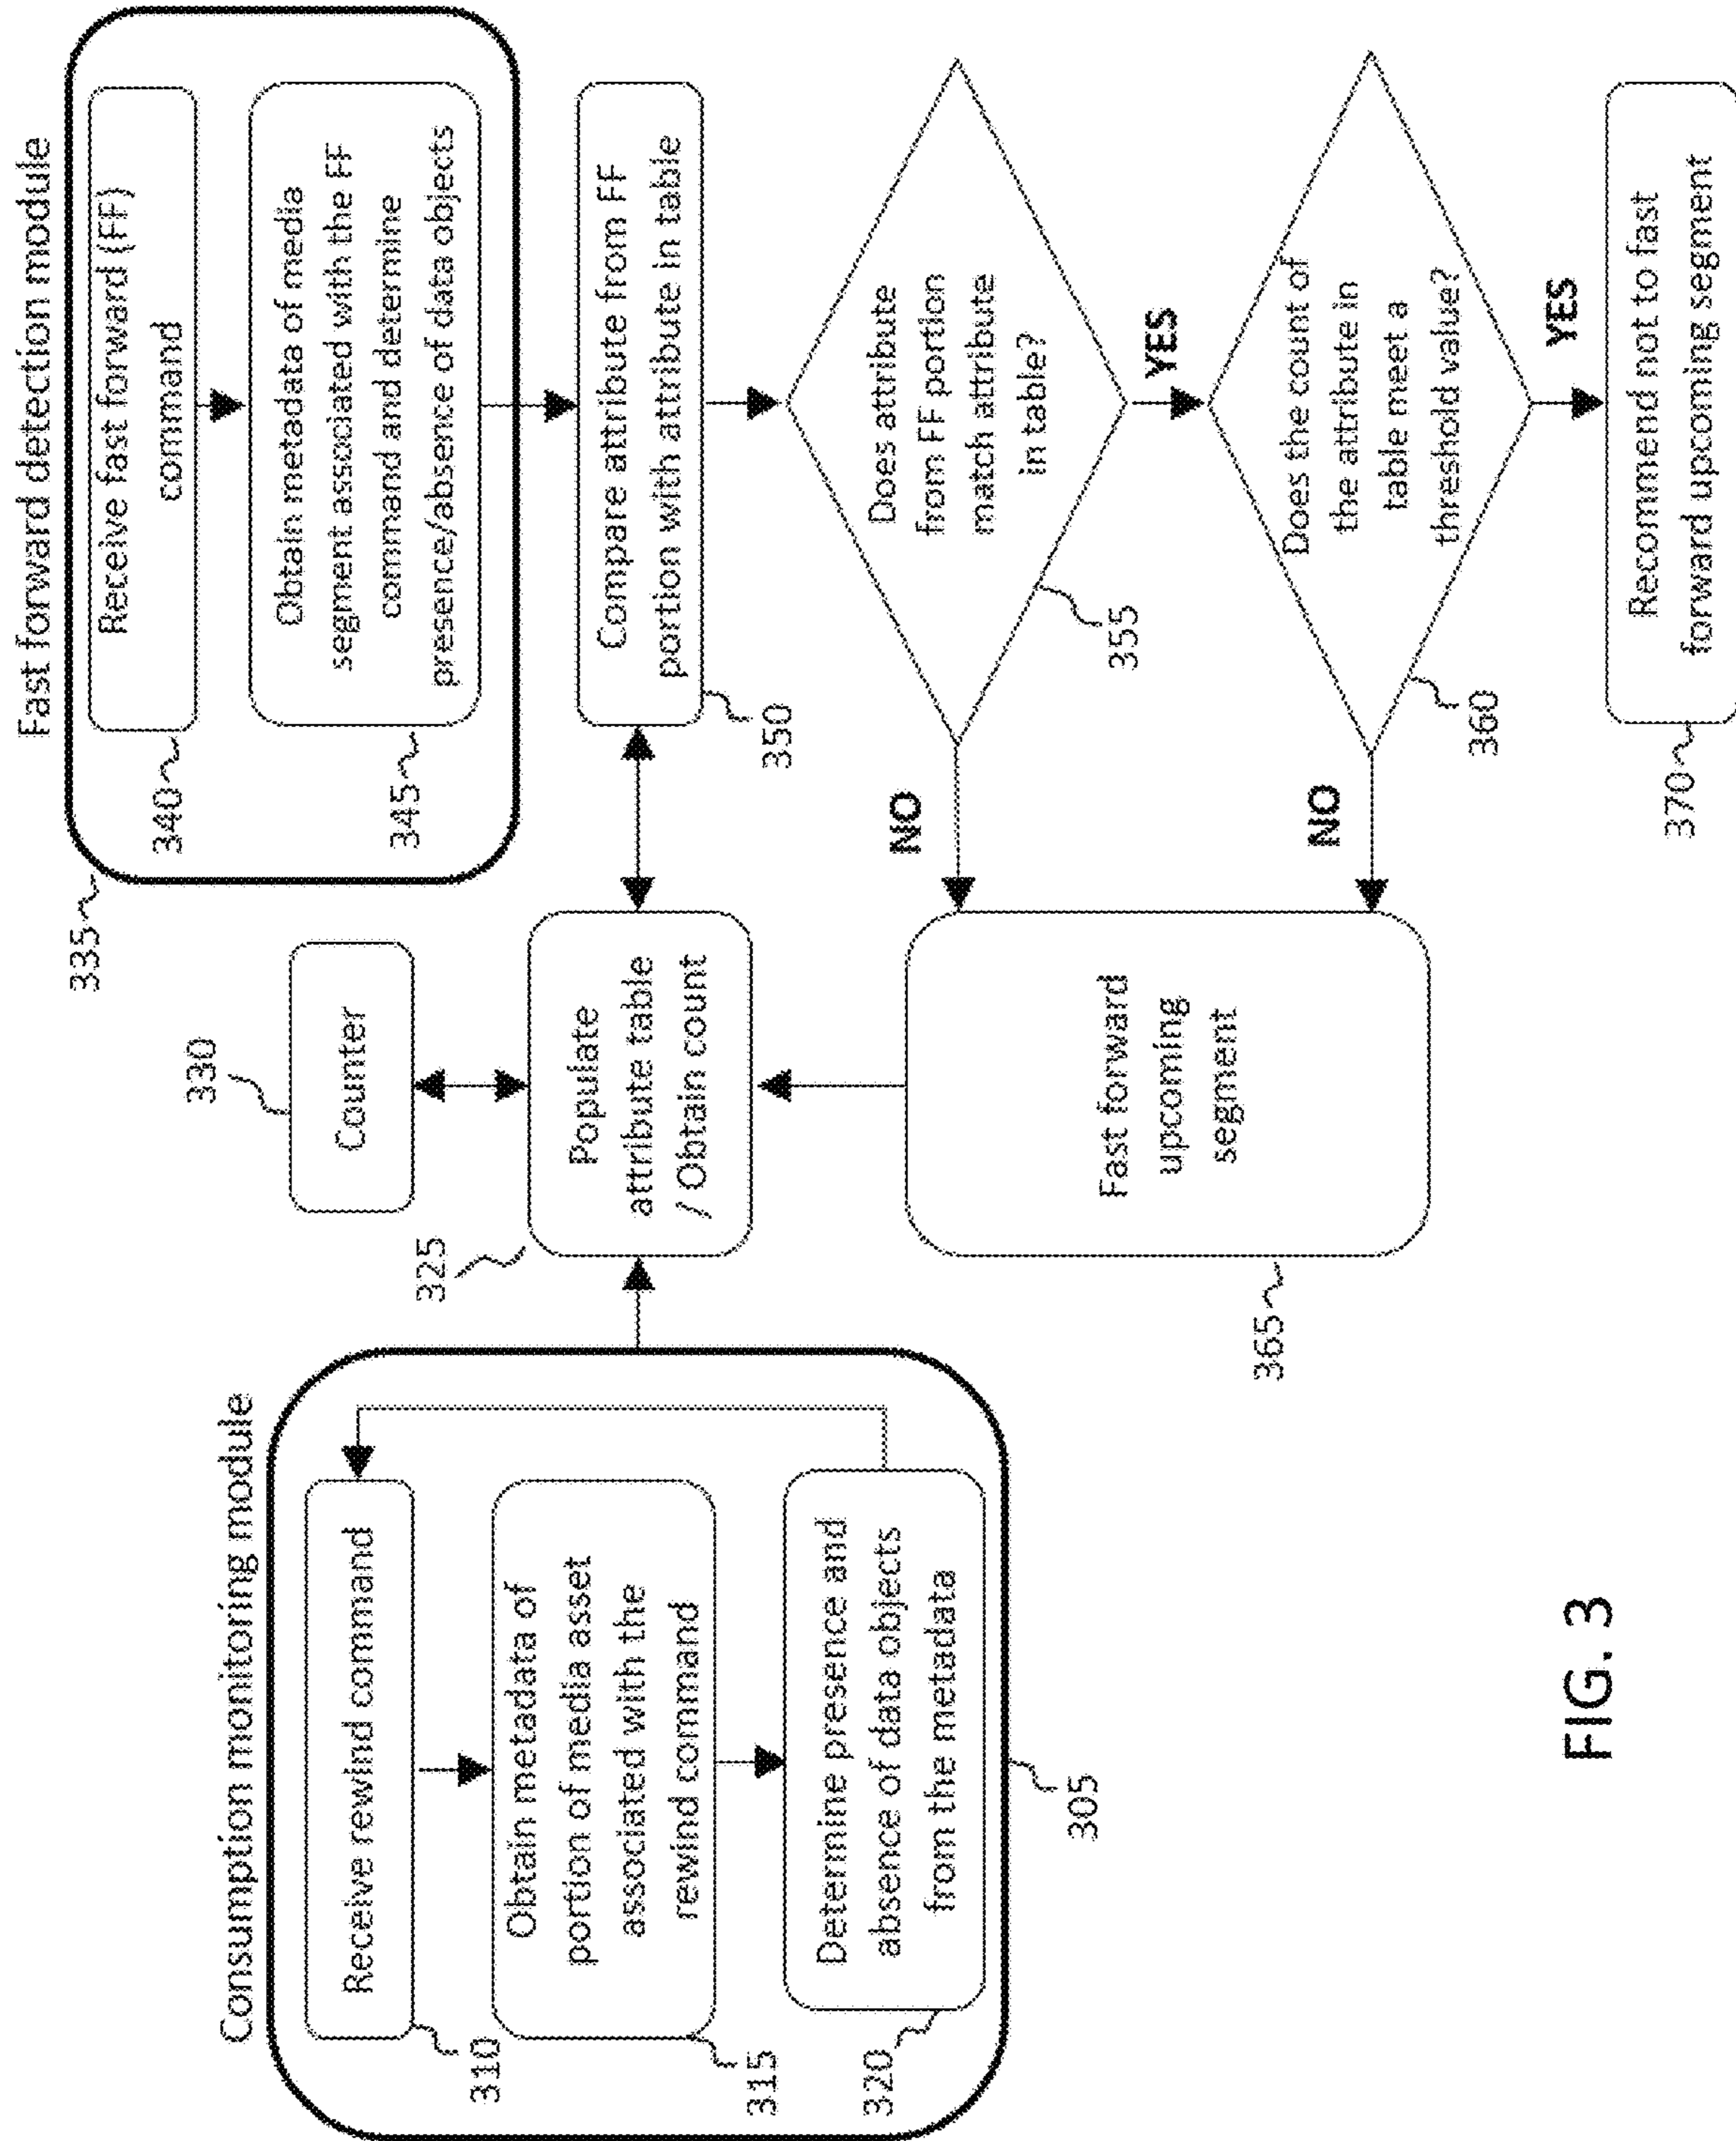 Consumption monitoring module
Receive rewind command
310
Obtain metadata of
portion of media asset
associated with the
rewind command
315
Determine presence and
absence of data objects
from the metadata
320
305
330
Counter
325
Populate
attribute table
/ Obtain count
365
Fast forward
upcoming
segment
Fast forward detection module
335
Receive fast forward (FF)
command
340
Obtain metadata of media
segment associated with the FF
command and determine
presence/absence of data objects
345
Compare attribute from FF
portion with attribute in table
350
Does attribute
from FF portion
match attribute
in table?
355
NO
YES
Does the count of
the attribute in
table meet a
threshold value?
360
NO
YES
Recommend not to fast
forward upcoming segment
370
FIG. 3